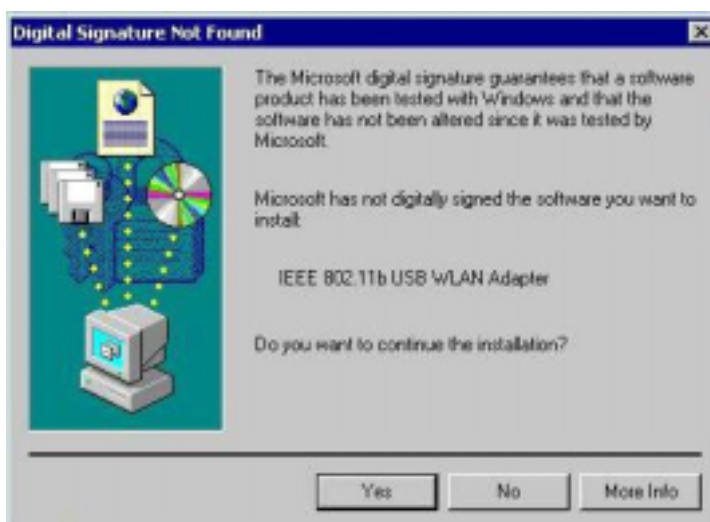 Digital Signature Not Found
The Microsoft digital signature guarantees that a software
product has been tested with Windows and that the
software has not been altered since it was tested by
Microsoft.
Microsoft has not digitally signed the software you want to
install:
IEEE 802.11b USB WLAN Adapter
Do you want to continue the installation?
Yes
No
More Info